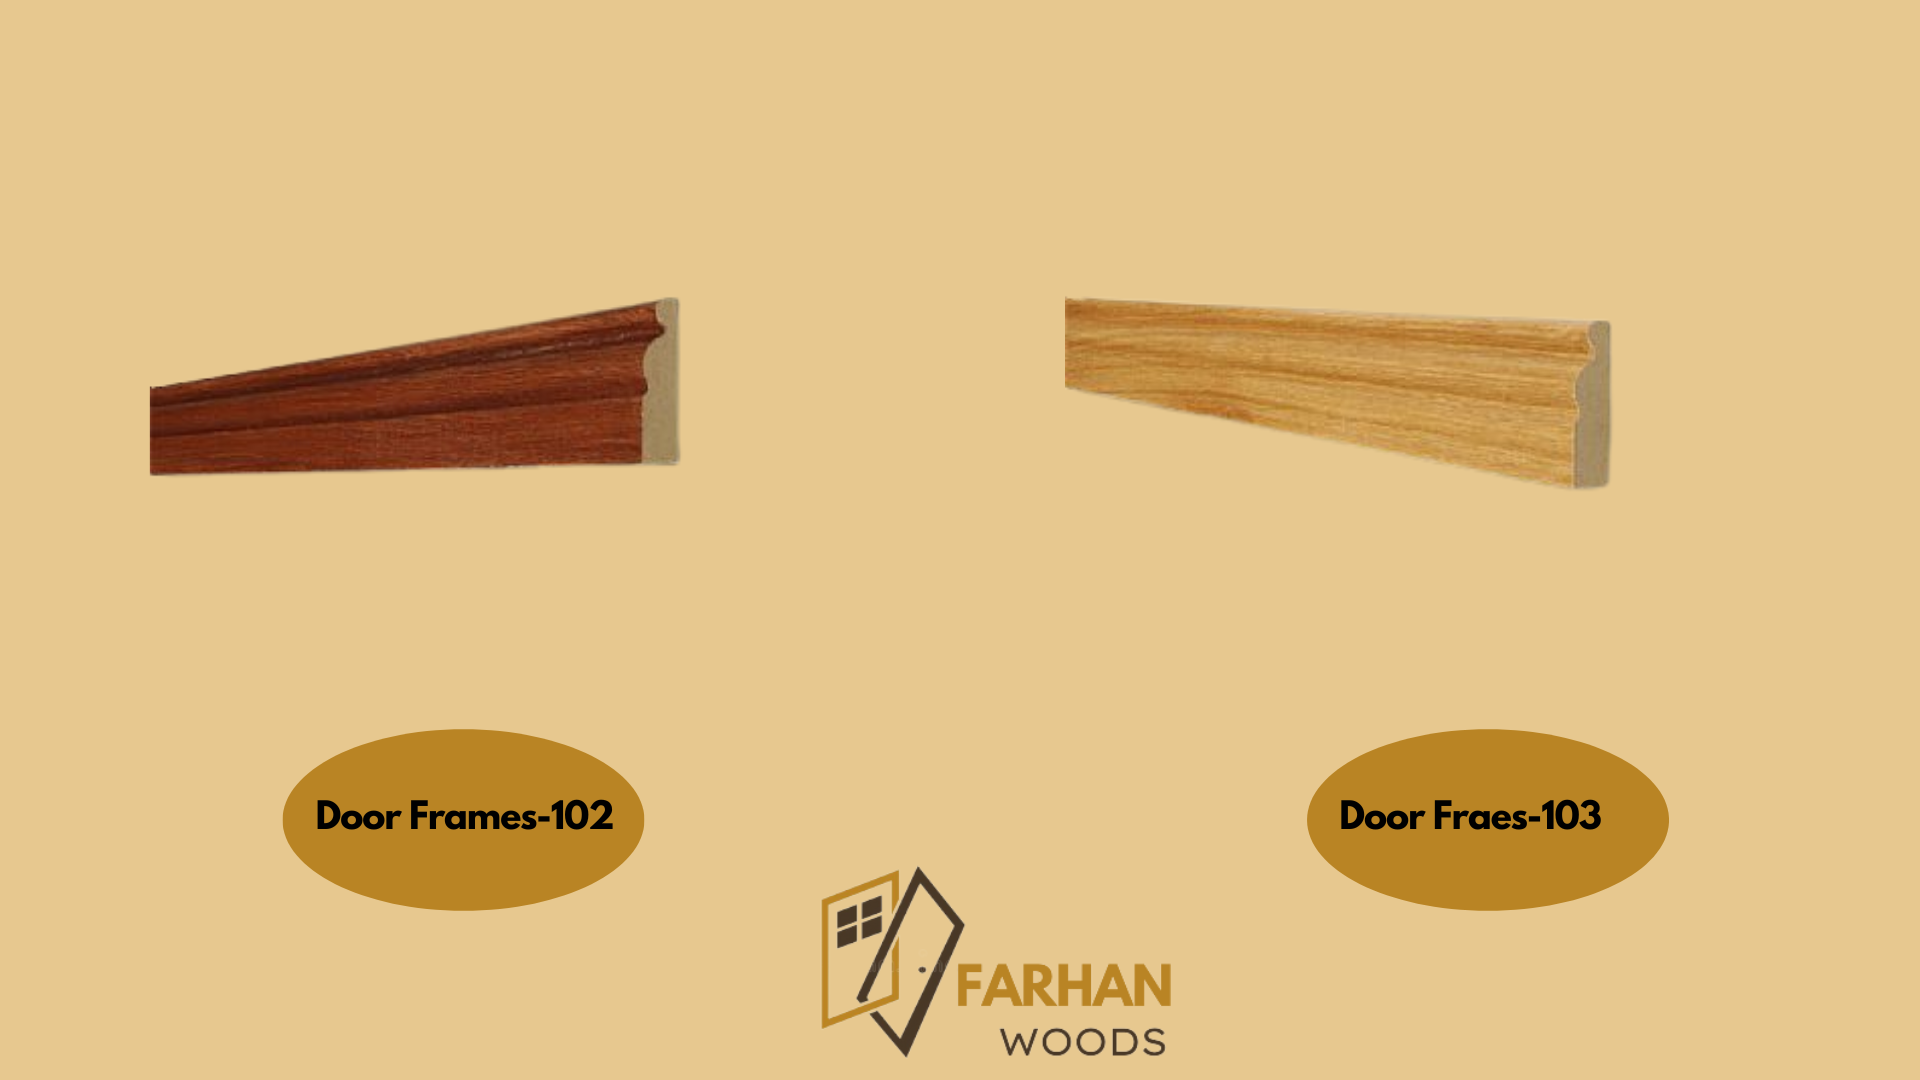 Door Frames-102
Door Fraes-103
FARHAN
WOODS